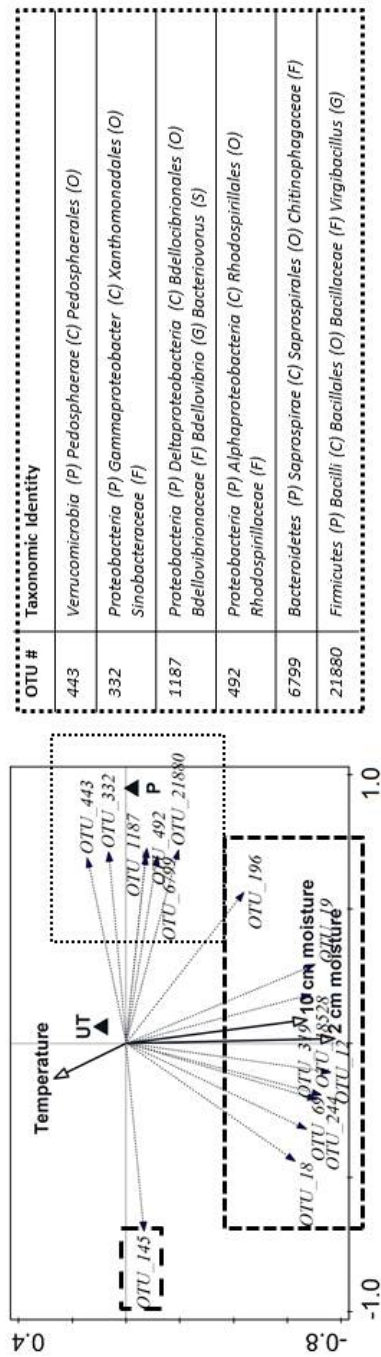 0.4
Temperature
UT
OTU_443
OTU_332
OTU_1187
P
OTU_492
OTU_6799
OTU_21880
OTU_145
OTU_196
10 cm moisture
OTU_19
2 cm moisture
OTU_12
OTU_69
OTU_244
OTU_18
-0.8
-1.0
1.0
OTU # Taxonomic Identity
443 Verrucomicrobia (P) Pedosphaerae (C) Pedosphaerales (O)
332 Proteobacteria (P) Gammaproteobacter (C) Xanthomonadales (O)
Sinobacteraceae (F)
1187 Proteobacteria (P) Deltaproteobacteria (C) Bdellocibrionales (O)
Bdellovibrionaceae (F) Bdellovibrio (G) Bacteriovorus (S)
492 Proteobacteria (P) Alphaproteobacteria (C) Rhodospirillales (O)
Rhodospirillaceae (F)
6799 Bacteroidetes (P) Saprospirae (C) Saprospirales (O) Chitinophagaceae (F)
21880 Firmicutes (P) Bacilli (C) Bacillales (O) Bacillaceae (F) Virgibacillus (G)